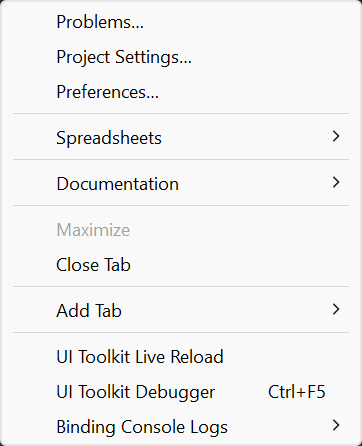 Problems...
Project Settings...
Preferences...
Spreadsheets
Documentation
Maximize
Close Tab
Add Tab
UI Toolkit Live Reload
UI Toolkit Debugger Ctrl+F5
Binding Console Logs